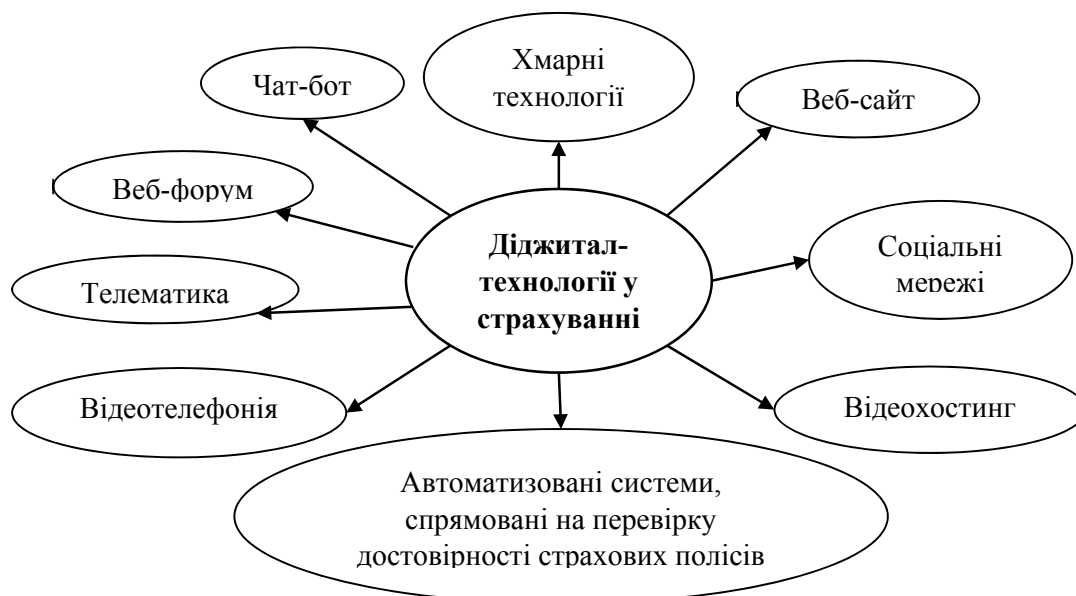 Чат-бот
Хмарні
технології
Веб-сайт
Веб-форум
Діджитал-
технології у
страхуванні
Соціальні
мережі
Телематика
Відеотелефонія
Відеохостинг
Автоматизовані системи,
спрямовані на перевірку
достовірності страхових полісів